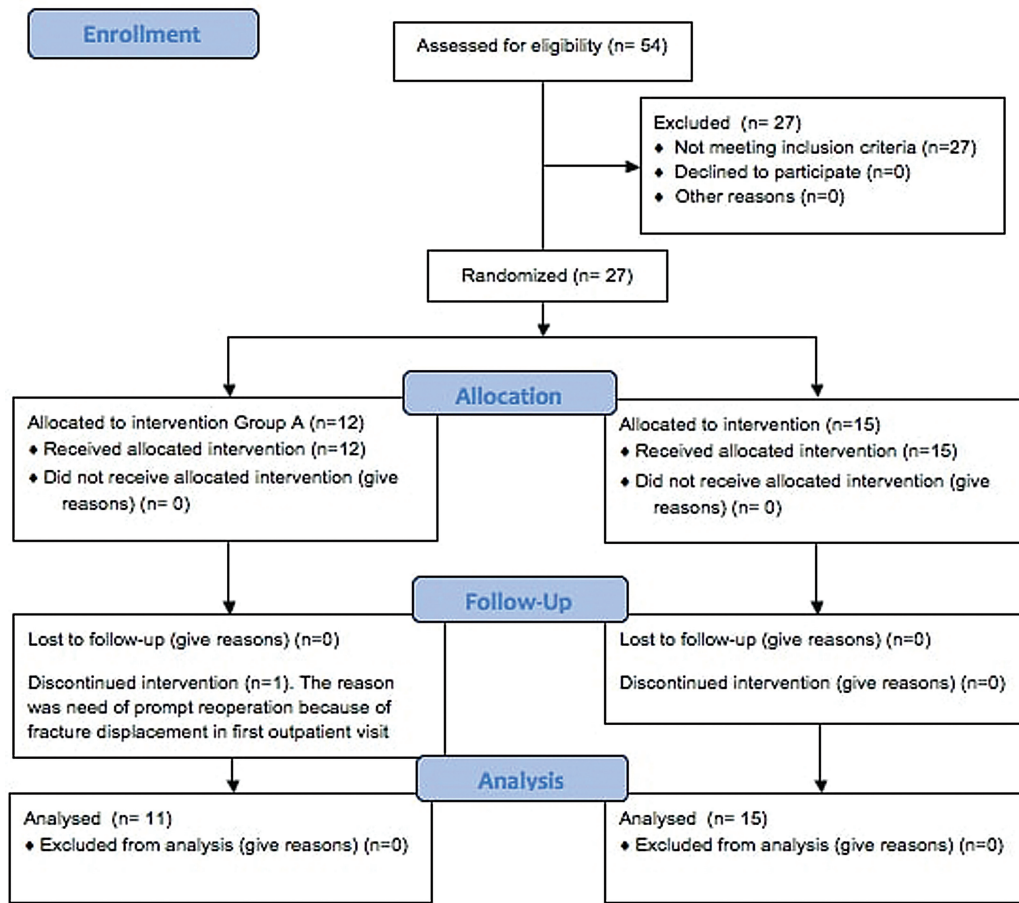 Enrollment
Assessed for eligibility (n= 54)
Excluded (n= 27)
♦ Not meeting inclusion criteria (n=27)
♦ Declined to participate (n=0)
♦ Other reasons (n=0)
Randomized (n= 27)
Allocation
Allocated to intervention Group A (n=12)
♦ Received allocated intervention (n=12)
♦ Did not receive allocated intervention (give
reasons) (n= 0)
Allocated to intervention (n=15)
♦ Received allocated intervention (n=15)
♦ Did not receive allocated intervention (give
reasons) (n= 0)
Follow-Up
Lost to follow-up (give reasons) (n=0)
Discontinued intervention (n=1). The reason
was need of prompt reoperation because of
fracture displacement in first outpatient visit
Lost to follow-up (give reasons) (n=0)
Discontinued intervention (give reasons) (n=0)
Analysis
Analysed (n= 11)
♦ Excluded from analysis (give reasons) (n=0)
Analysed (n= 15)
♦ Excluded from analysis (give reasons) (n=0)